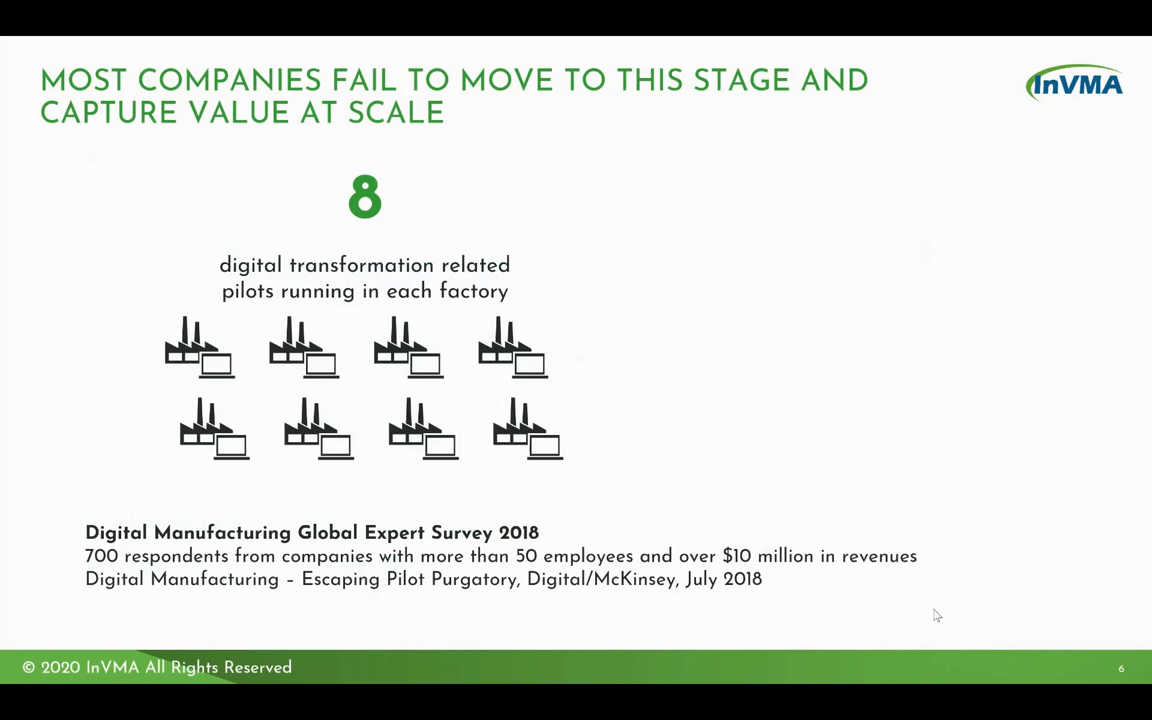 MOST COMPANIES FAIL TO MOVE TO THIS STAGE AND
CAPTURE VALUE AT SCALE
InVMA
8
digital transformation related
pilots running in each factory
Digital Manufacturing Global Expert Survey 2018
700 respondents from companies with more than 50 employees and over $10 million in revenues
Digital Manufacturing – Escaping Pilot Purgatory, Digital/McKinsey, July 2018
© 2020 InVMA All Rights Reserved
6